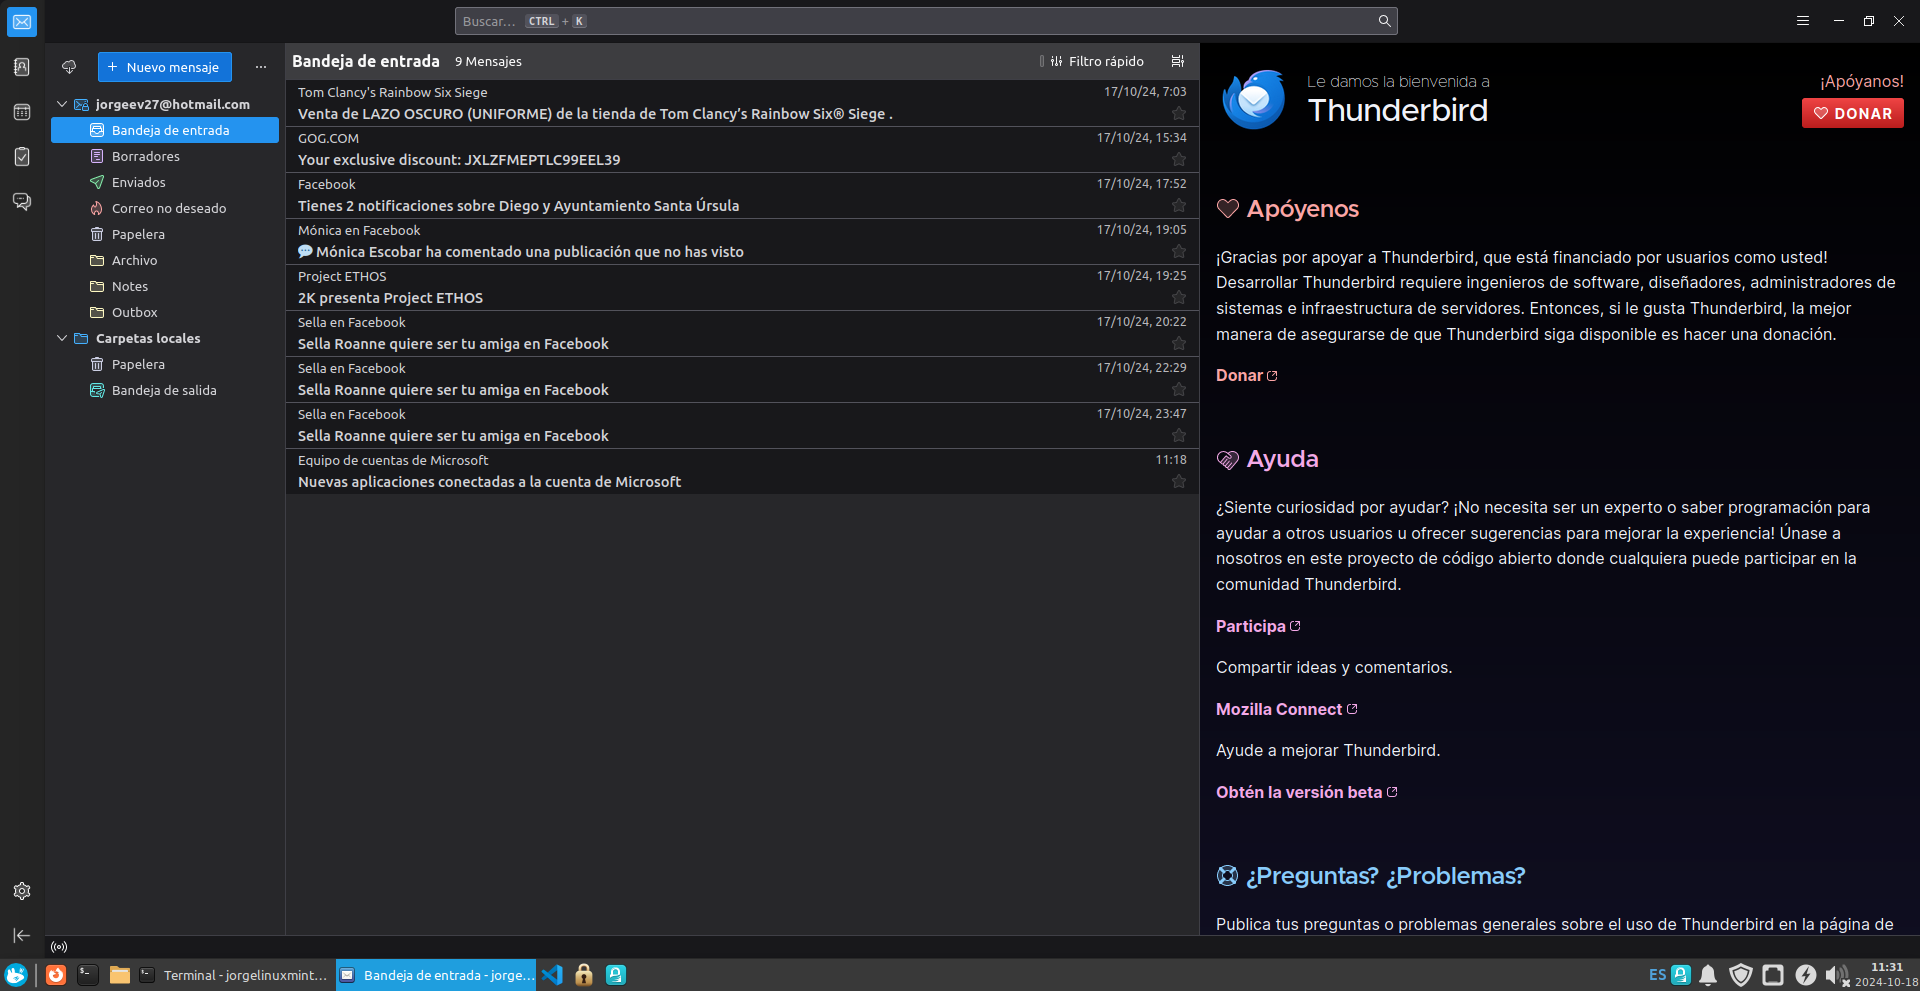 Buscar... CTRL + K
Nuevo mensaje
jorgeev27@hotmail.com
Bandeja de entrada
Borradores
Enviados
Correo no deseado
Papelera
Archivo
Notes
Outbox
Carpetas locales
Papelera
Bandeja de salida
Bandeja de entrada 9 Mensajes Filtro rápido
Tom Clancy's Rainbow Six Siege 17/10/24, 7:03
Venta de LAZO OSCURO (UNIFORME) de la tienda de Tom Clancy’s Rainbow Six® Siege .
GOG.COM 17/10/24, 15:34
Your exclusive discount: JXLZFMEPTLC99EEL39
Facebook 17/10/24, 17:52
Tienes 2 notificaciones sobre Diego y Ayuntamiento Santa Úrsula
Mónica en Facebook 17/10/24, 19:05
💬 Mónica Escobar ha comentado una publicación que no has visto
Project ETHOS 17/10/24, 19:25
2K presenta Project ETHOS
Sella en Facebook 17/10/24, 20:22
Sella Roanne quiere ser tu amiga en Facebook
Sella en Facebook 17/10/24, 22:29
Sella Roanne quiere ser tu amiga en Facebook
Sella en Facebook 17/10/24, 23:47
Sella Roanne quiere ser tu amiga en Facebook
Equipo de cuentas de Microsoft 11:18
Nuevas aplicaciones conectadas a la cuenta de Microsoft
Le damos la bienvenida a
Thunderbird
¡Apóyanos!
DONAR
Apóyenos
¡Gracias por apoyar a Thunderbird, que está financiado por usuarios como usted!
Desarrollar Thunderbird requiere ingenieros de software, diseñadores, administradores de
sistemas e infraestructura de servidores. Entonces, si le gusta Thunderbird, la mejor
manera de asegurarse de que Thunderbird siga disponible es hacer una donación.
Donar
Ayuda
¿Siente curiosidad por ayudar? ¡No necesita ser un experto o saber programación para
ayudar a otros usuarios u ofrecer sugerencias para mejorar la experiencia! Únase a
nosotros en este proyecto de código abierto donde cualquiera puede participar en la
comunidad Thunderbird.
Participa
Compartir ideas y comentarios.
Mozilla Connect
Ayude a mejorar Thunderbird.
Obtén la versión beta
¿Preguntas? ¿Problemas?
Publica tus preguntas o problemas generales sobre el uso de Thunderbird en la página de
Terminal - jorgelinuxmint...
Bandeja de entrada - jorge...
ES
11:31
2024-10-18